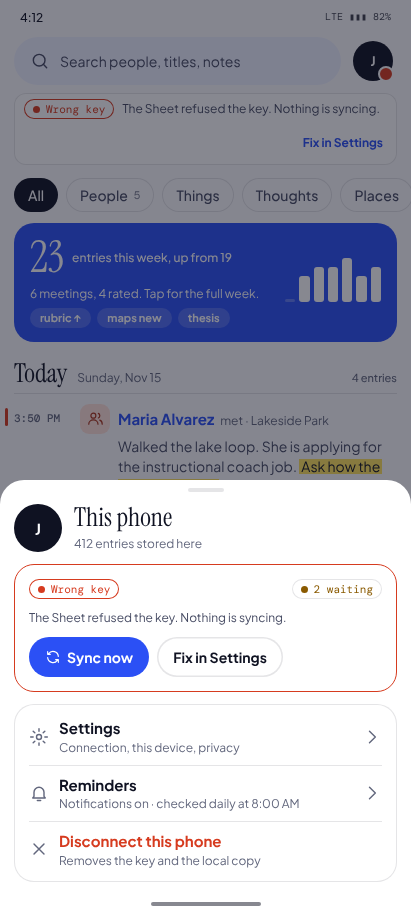 4:12
LTE 82%
Search people, titles, notes
J
Wrong key The Sheet refused the key. Nothing is syncing.
Fix in Settings
All People 5 Things Thoughts Places
23 entries this week, up from 19
6 meetings, 4 rated. Tap for the full week.
rubric ↑ maps new thesis
Today Sunday, Nov 15 4 entries
3:50 PM Maria Alvarez met · Lakeside Park
Walked the lake loop. She is applying for
the instructional coach job. Ask how the
J
This phone
412 entries stored here
Wrong key 2 waiting
The Sheet refused the key. Nothing is syncing.
Sync now Fix in Settings
Settings
Connection, this device, privacy
Reminders
Notifications on · checked daily at 8:00 AM
Disconnect this phone
Removes the key and the local copy